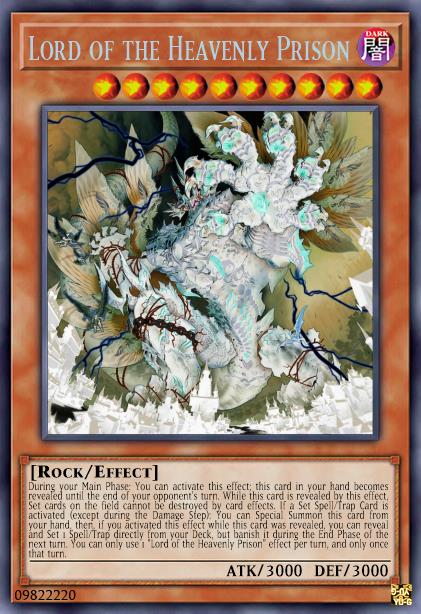 LORD OF THE HEAVENLY PRISON
DARK
闇
[ROCK/EFFECT]
During your Main Phase: You can activate this effect; this card in your hand becomes
revealed until the end of your opponent's turn. While this card is revealed by this effect,
Set cards on the field cannot be destroyed by card effects. If a Set Spell/Trap Card is
activated (except during the Damage Step): You can Special Summon this card from
your hand, then, if you activated this effect while this card was revealed, you can reveal
and Set 1 Spell/Trap directly from your Deck, but banish it during the End Phase of the
next turn. You can only use 1 "Lord of the Heavenly Prison" effect per turn, and only once
that turn.
ATK/3000 DEF/3000
09822220